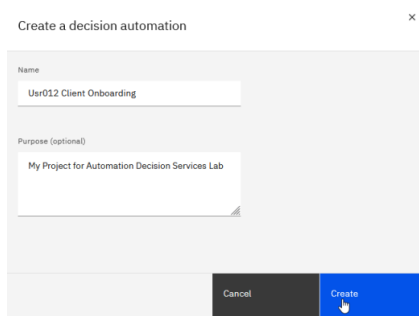 Create a decision automation
Name
Usr012 Client Onboarding
Purpose (optional)
My Project for Automation Decision Services Lab
Cancel
Create